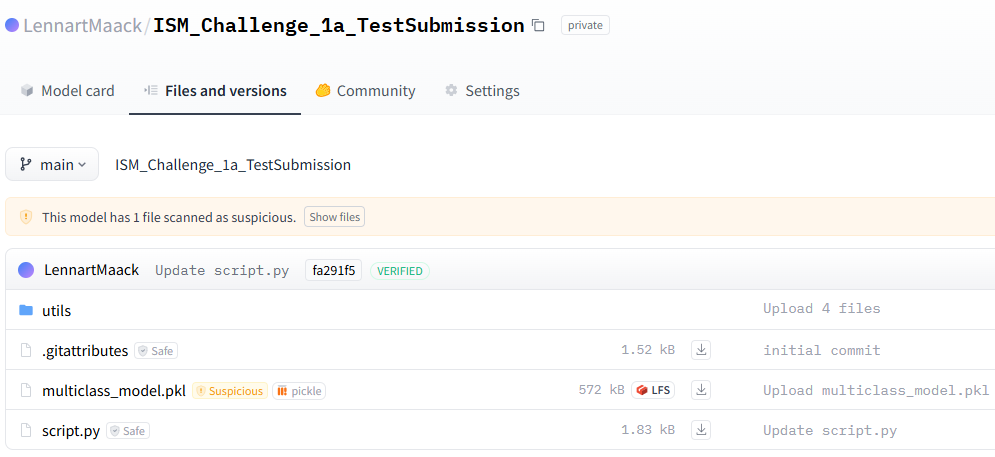 LennartMaack/ISM_Challenge_1a_TestSubmission private
Model card Files and versions Community Settings
main ISM_Challenge_1a_TestSubmission
This model has 1 file scanned as suspicious. Show files
LennartMaack Update script.py fa291f5 VERIFIED
utils Upload 4 files
.gitattributes Safe 1.52 kB initial commit
multiclass_model.pkl Suspicious pickle 572 kB LFS Upload multiclass_model.pkl
script.py Safe 1.83 kB Update script.py